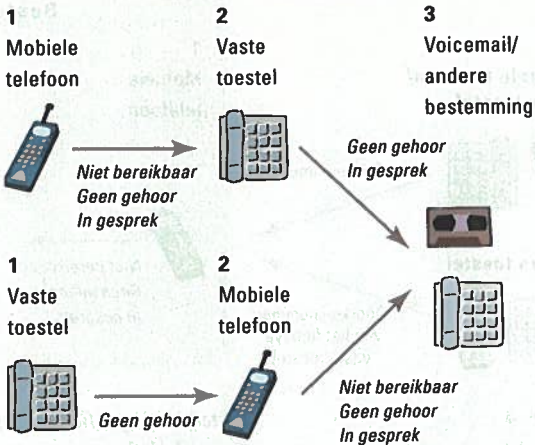 1
Mobiele
telefoon
2
Vaste
toestel
3
Voicemail/
andere
bestemming
Niet bereikbaar
Geen gehoor
In gesprek
Geen gehoor
In gesprek
1
Vaste
toestel
2
Mobiele
telefoon
Geen gehoor
Niet bereikbaar
Geen gehoor
In gesprek